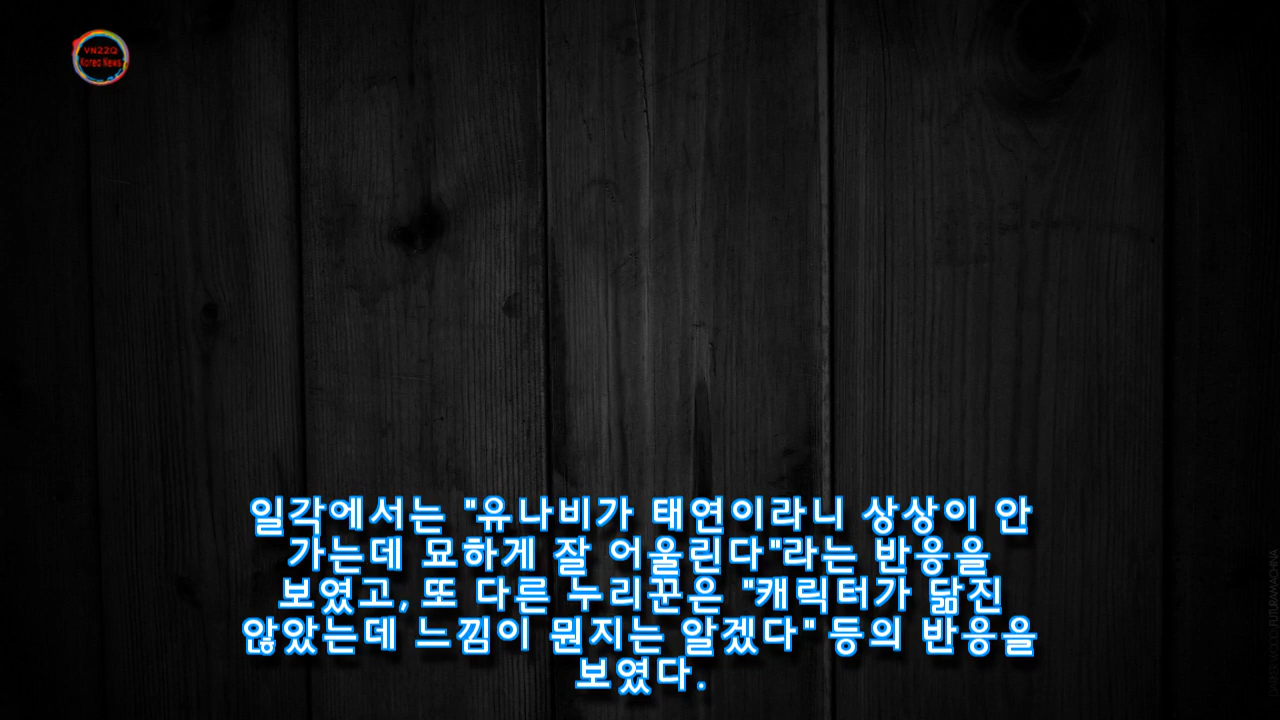 VN22Q
Korea News
일각에서는 "유나비가 태연이라니 상상이 안
가는데 묘하게 잘 어울린다"라는 반응을
보였고, 또 다른 누리꾼은 "캐릭터가 닮진
않았는데 느낌이 뭔지는 알겠다" 등의 반응을
보였다.